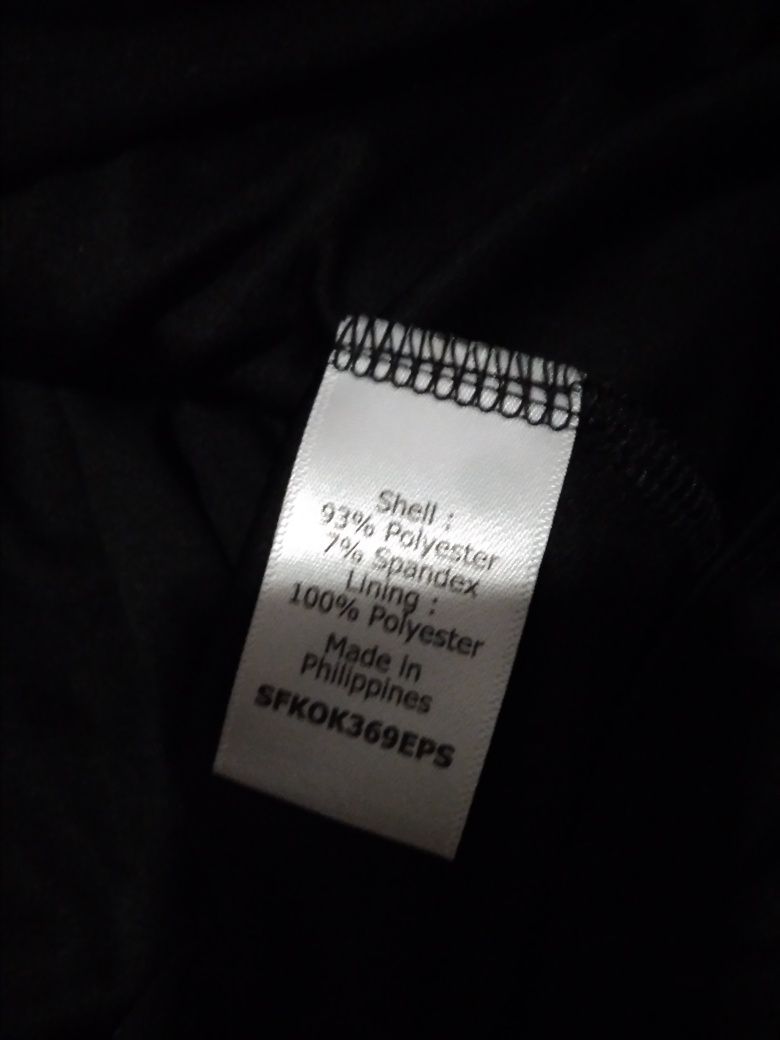 Shell :
93% Polyester
7% Spandex
Lining :
100% Polyester
Made in
Philippines
SFKOK369EPS